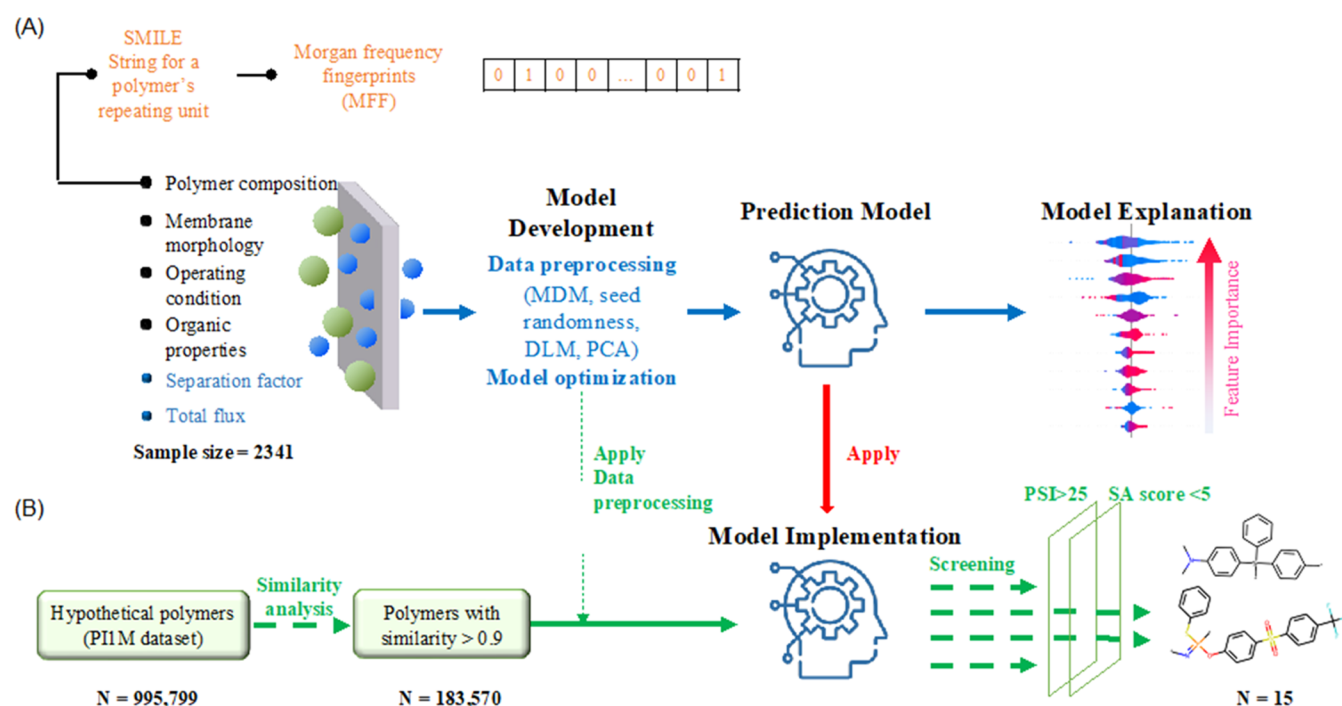 (A)
SMILE
String for a
polymer's
repeating unit
Morgan frequency
fingerprints
(MFF)
0 1 0 0 ... 0 0 1
Polymer composition
Membrane
morphology
Operating
condition
Organic
properties
Separation factor
Total flux
Sample size = 2341
Model
Development
Data preprocessing
(MDM, seed
randomness,
DLM, PCA)
Model optimization
Prediction Model
Model Explanation
Feature Importance
Apply
Data
preprocessing
Apply
(B)
Hypothetical polymers
(PI1M dataset)
N = 995,799
Similarity
analysis
Polymers with
similarity > 0.9
N = 183,570
Model Implementation
Screening
PSI>25
SA score <5
N = 15